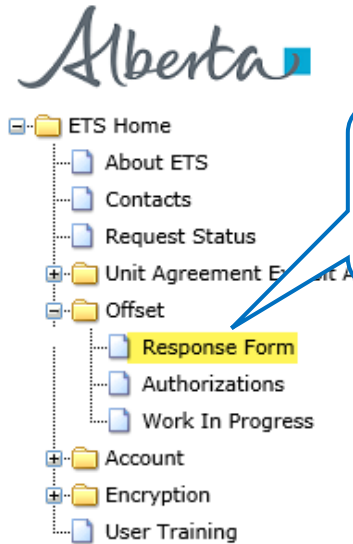 Alberta
ETS Home
About ETS
Contacts
Request Status
Unit Agreement
Offset
Response Form
Authorizations
Work In Progress
Account
Encryption
User Training